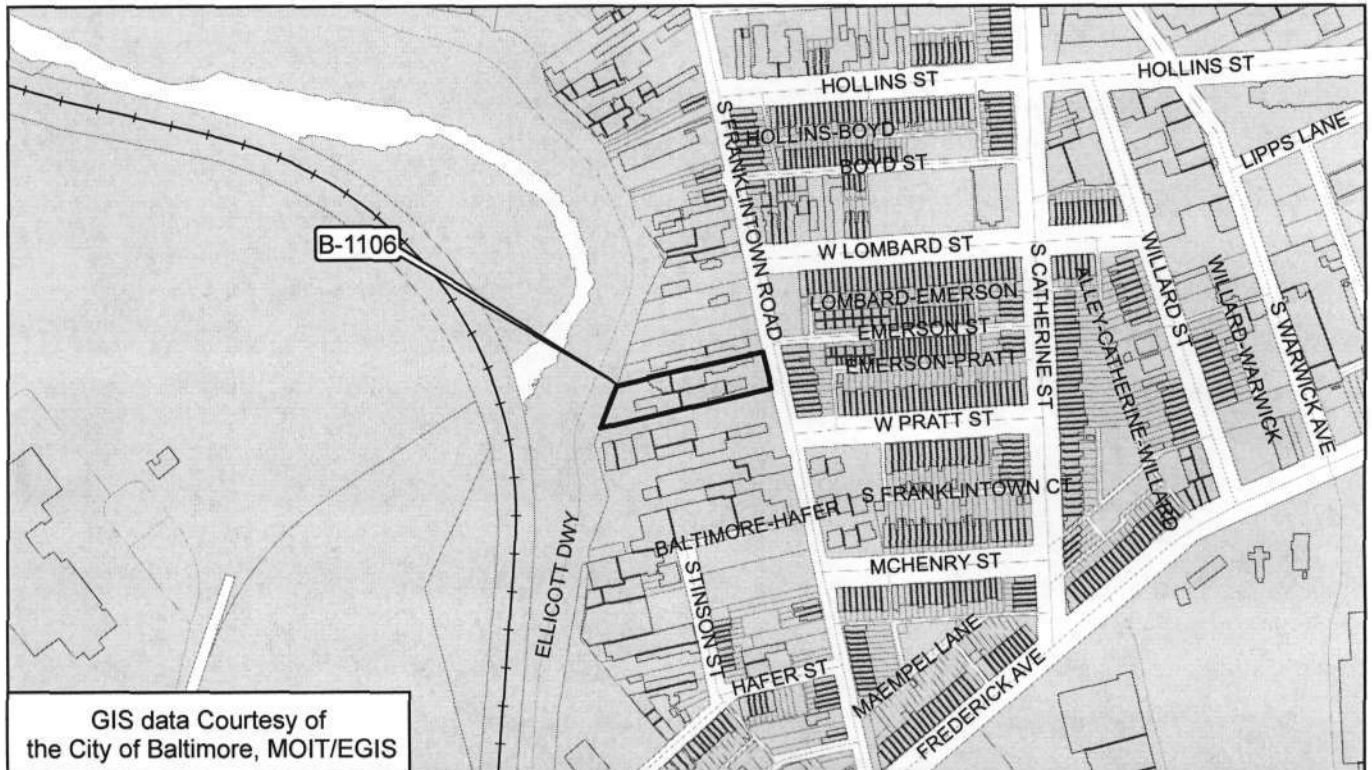 HOLLINS ST
HOLLINS ST
S FRANKLINTOWN ROAD
HOLLINS-BOYD
LIPPS LANE
BOYD ST
B-1106
W LOMBARD ST
S CATHERINE ST
WILLARD ST
WILLARD-WARWICK
S WARWICK AVE
ALLEY-CATHERINE-WILLARD
LOMBARD-EMERSON
EMERSON ST
EMERSON-PRATT
W PRATT ST
S FRANKLINTOWN CT
BALTIMORE-HAFER
MCHENRY ST
STINSON ST
ELLICOTT DWY
MAEMPEL LANE
HAFER ST
FREDERICK AVE
GIS data Courtesy of
the City of Baltimore, MOIT/EGIS